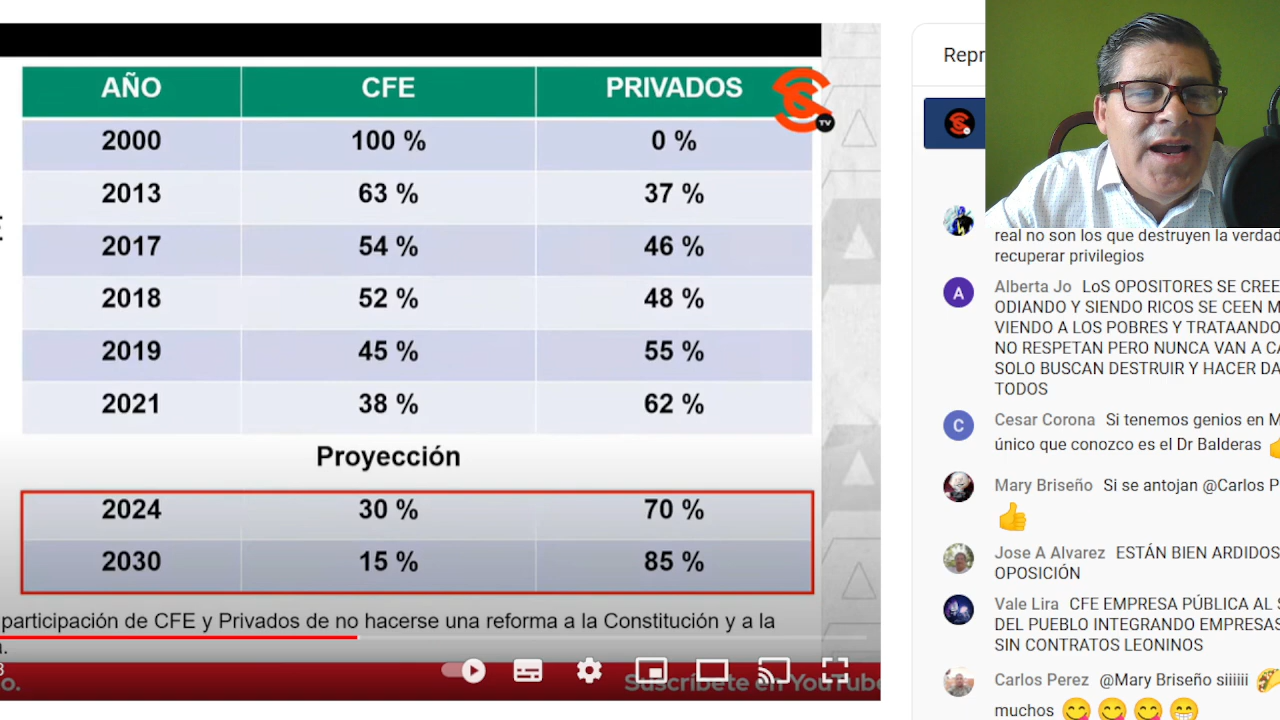 AÑO CFE PRIVADOS
TV
2000 100 % 0 %
2013 63 % 37 %
2017 54 % 46 %
2018 52 % 48 %
2019 45 % 55 %
2021 38 % 62 %
Proyección
2024 30 % 70 %
2030 15 % 85 %
participación de CFE y Privados de no hacerse una reforma a la Constitución y a la
Suscríbete en YouTube
Repr
real no son los que destruyen la verdad
recuperar privilegios
A
Alberta Jo LoS OPOSITORES SE CREE
ODIANDO Y SIENDO RICOS SE CEEN M
VIENDO A LOS POBRES Y TRATAANDO
NO RESPETAN PERO NUNCA VAN A CA
SOLO BUSCAN DESTRUIR Y HACER DA
TODOS
C
Cesar Corona Si tenemos genios en M
único que conozco es el Dr Balderas
Mary Briseño Si se antojan @Carlos P
Jose A Alvarez ESTÁN BIEN ARDIDOS
OPOSICIÓN
Vale Lira CFE EMPRESA PÚBLICA AL S
DEL PUEBLO INTEGRANDO EMPRESAS
SIN CONTRATOS LEONINOS
Carlos Perez @Mary Briseño siiiiii
muchos